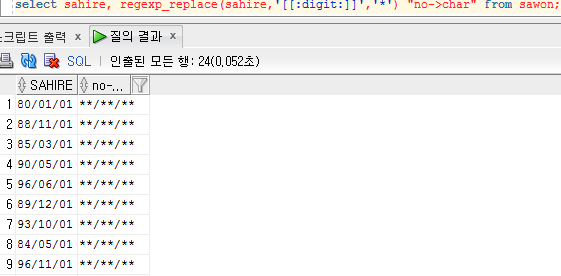 select sahire, regexp_replace(sahire,'[[:digit:]]','*') "no->char" from sawon;
스크립트 출력 x 질의 결과 x
SQL | 인출된 모든 행: 24(0,052초)
SAHIRE no-...
1 80/01/01 **/**/**
2 88/11/01 **/**/**
3 85/03/01 **/**/**
4 90/05/01 **/**/**
5 96/06/01 **/**/**
6 89/12/01 **/**/**
7 93/10/01 **/**/**
8 84/05/01 **/**/**
9 96/11/01 **/**/**